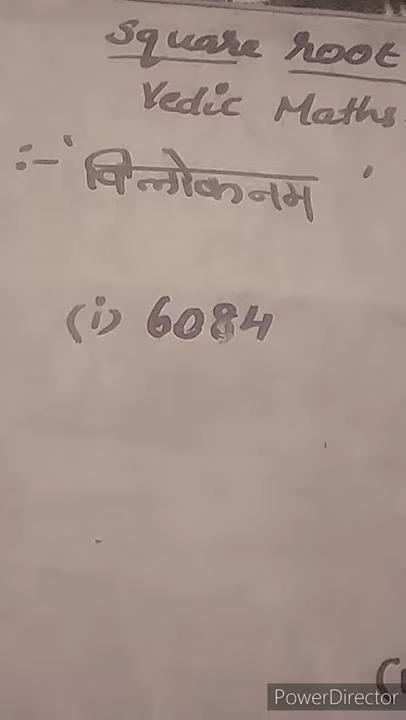 Square root
Vedic Maths.
:-' विलोकनम '
(i) 6084
PowerDirector